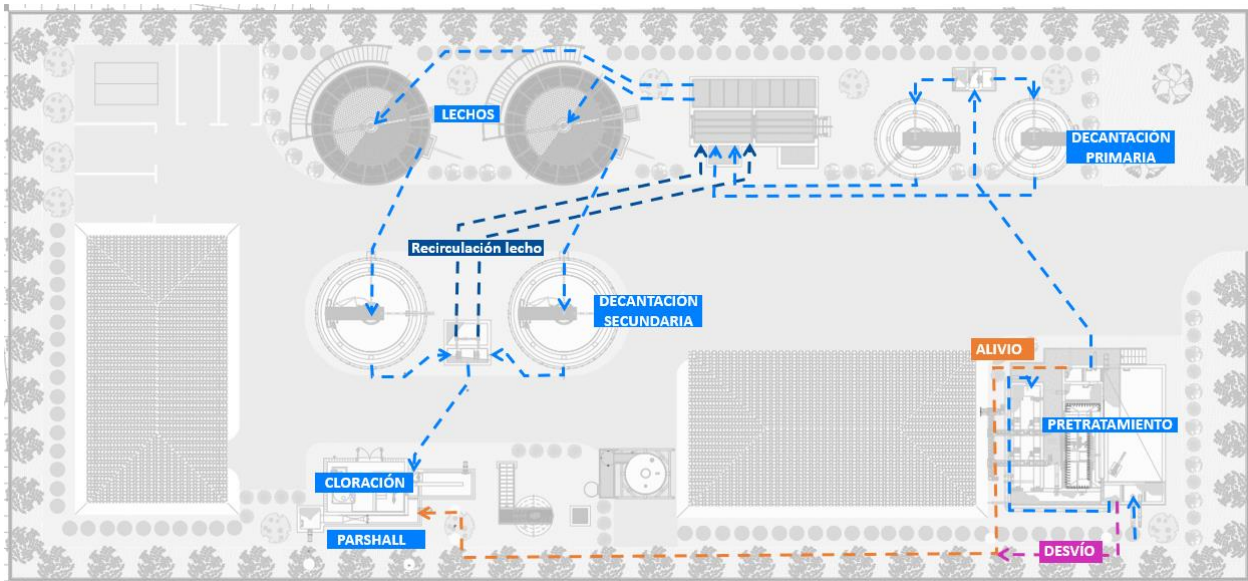 LECHOS
DECANTACIÓN
PRIMARIA
Recirculación lecho
DECANTACIÓN
SECUNDARIA
ALIVIO
PRETRATAMIENTO
CLORACIÓN
PARSHALL
DESVÍO